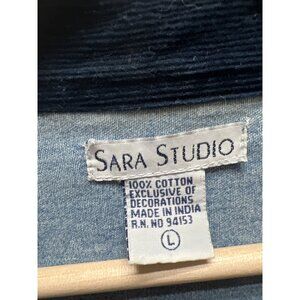 SARA STUDIO
100% COTTON
EXCLUSIVE OF
DECORATIONS
MADE IN INDIA
R.N. NO 94153
L